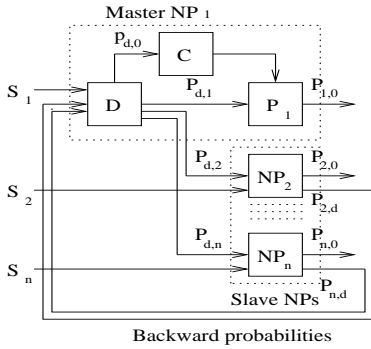 Master NP 1
p d,0
C
S 1
D
P d,1
P 1
P 1,0
P d,2
NP 2
P 2,0
S 2
P 2,d
P d,n
NP n
P n,0
S n
P n,d
Slave NPs
Backward probabilities